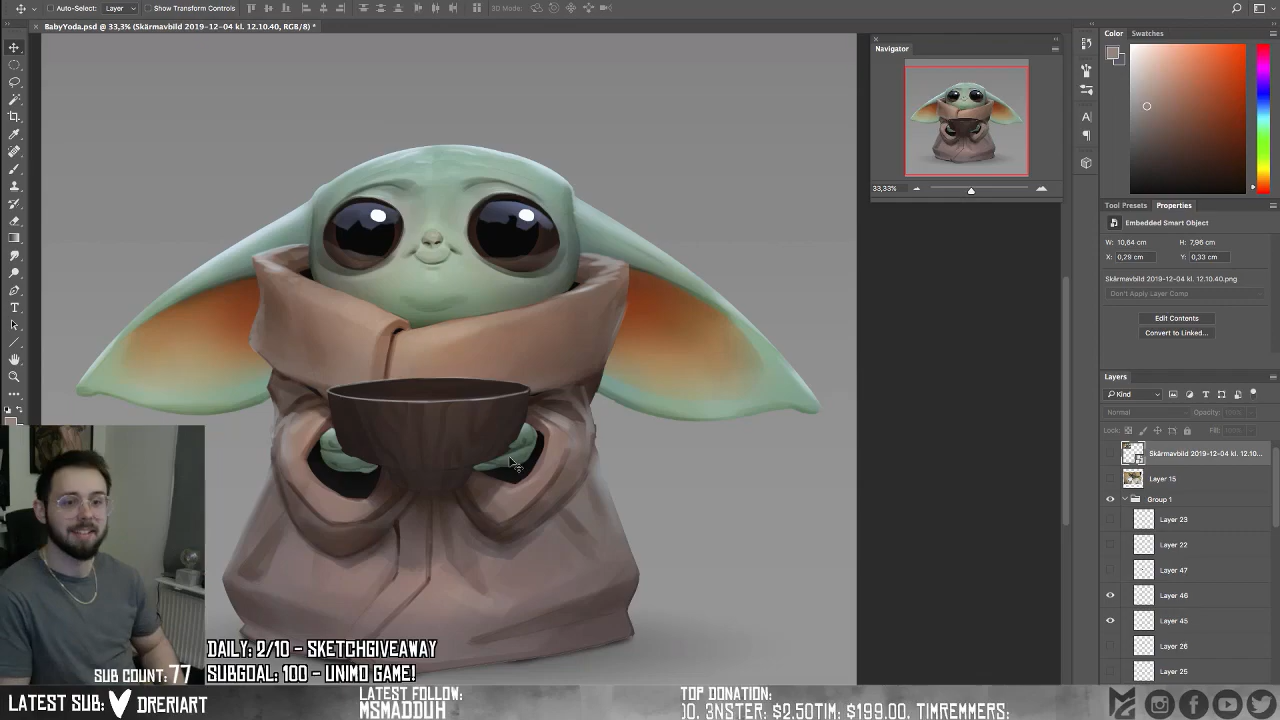 Auto-Select: Layer Show Transform Controls 3D Mode:
BabyYoda.psd @ 33,3% (Skärmavbild 2019-12-04 kl. 12.10.40, RGB/8) *
Navigator
33,33%
Color Swatches
Tool Presets Properties
Embedded Smart Object
W: 10,64 cm H: 7,96 cm
X: 0,29 cm Y: 0,33 cm
Skärmavbild 2019-12-04 kl. 12.10.40.png
Don't Apply Layer Comp
Edit Contents
Convert to Linked...
Layers
Kind
Normal Opacity:
Lock: Fill:
Skärmavbild 2019-12-04 kl. 12.10...
Layer 15
Group 1
Layer 23
Layer 22
Layer 47
Layer 46
Layer 45
Layer 26
Layer 25
DAILY: 2/10 - SKETCHGIVEAWAY
SUB COUNT: 77
SUBGOAL: 100 - UNIMO GAME!
LATEST SUB: DRERIART
LATEST FOLLOW:
MSMADDUH
TOP DONATION:
0. 3NSTER: $2.50TIM: $199.00, TIMREMMERS: